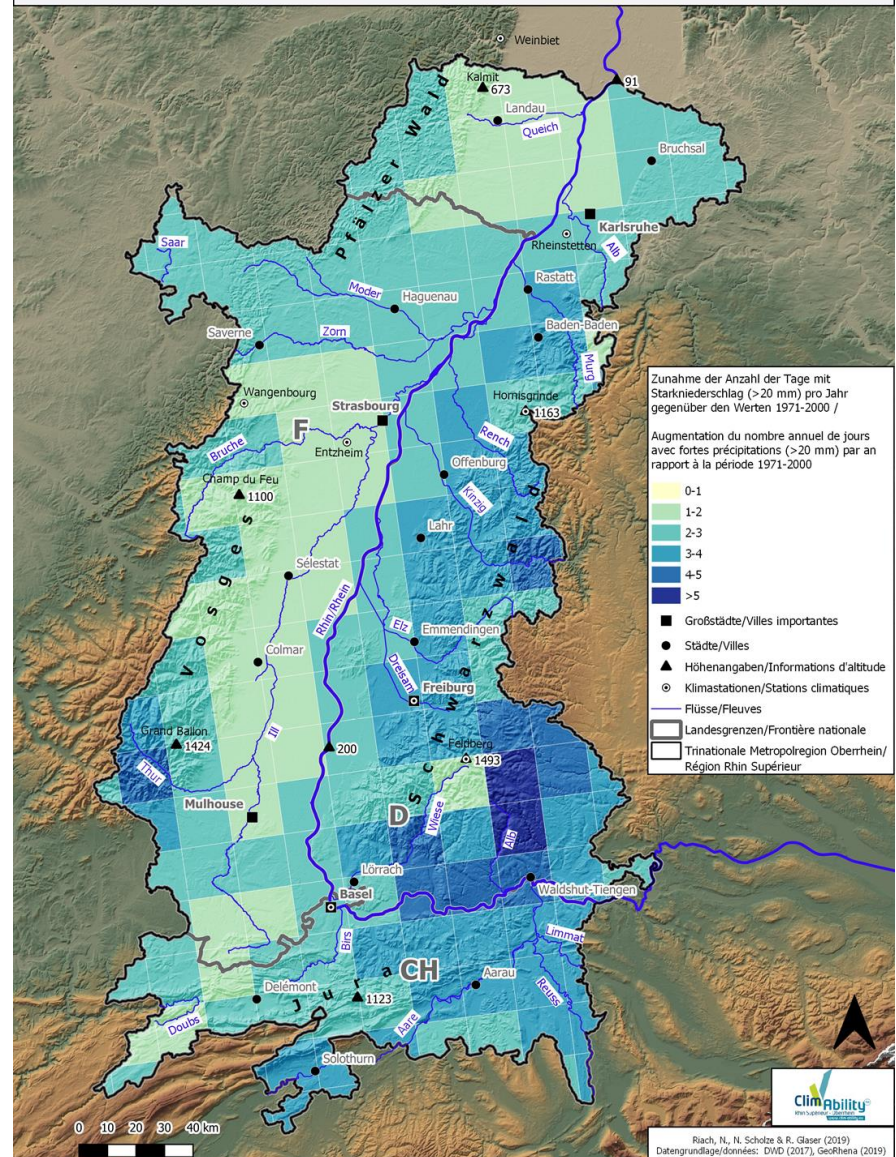 Weinbiet
Kalmit
673
91
Landau
Queich
Bruchsal
Pfälzer Wald
Karlsruhe
Rheinstetten
Alb
Saar
Moder
Haguenau
Rastatt
Saverne
Zorn
Baden-Baden
Murg
Wangenbourg
Strasbourg
Hornisgrinde
1163
F
Entzheim
Bruche
Rench
Offenburg
Kinzig
Champ du Feu
1100
Lahr
Sélestat
Vosges
Rhin/Rhein
Schwarzwald
Elz
Emmendingen
Colmar
Dreisam
Freiburg
Ill
Grand Ballon
1424
Thur
200
Feldberg
1493
Mulhouse
D
Wiese
Alb
Lörrach
Basel
Waldshut-Tiengen
Birs
Limmat
CH
Jura
Delémont
1123
Aarau
Reuss
Doubs
Aare
Solothurn
Zunahme der Anzahl der Tage mit
Starkniederschlag (>20 mm) pro Jahr
gegenüber den Werten 1971-2000 /
Augmentation du nombre annuel de jours
avec fortes précipitations (>20 mm) par an
rapport à la période 1971-2000
0-1
1-2
2-3
3-4
4-5
>5
Großstädte/Villes importantes
Städte/Villes
Höhenangaben/Informations d'altitude
Klimastationen/Stations climatiques
Flüsse/Fleuves
Landesgrenzen/Frontière nationale
Trinationale Metropolregion Oberrhein/
Région Rhin Supérieur
0 10 20 30 40 km
ClimAbility
Riach, N., N. Scholze & R. Glaser (2019)
Datengrundlage/données: DWD (2017), GeoRhena (2019)